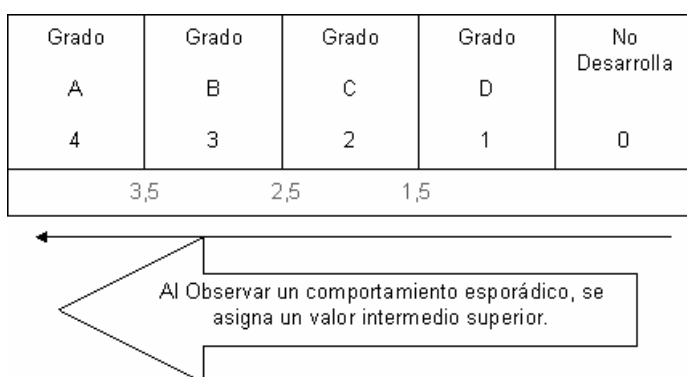 Grado Grado Grado Grado No Desarrolla
A B C D
4 3 2 1 0
3,5 2,5 1,5
Al Observar un comportamiento esporádico, se
asigna un valor intermedio superior.